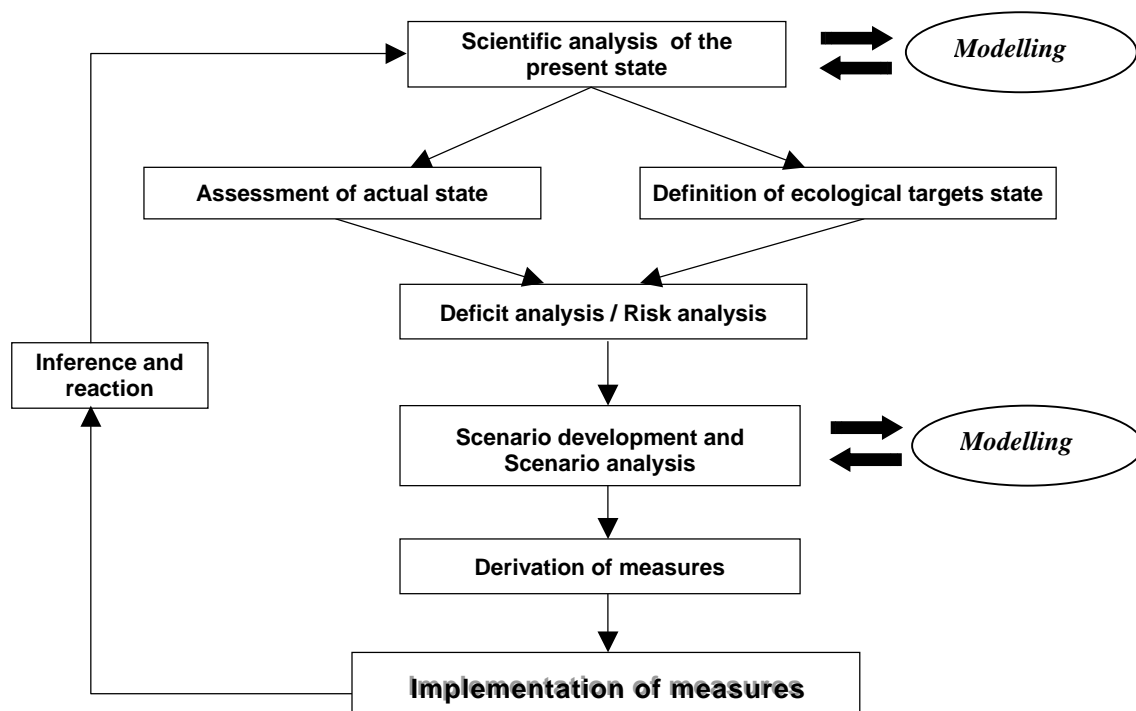 Scientific analysis of the
present state
Modelling
Assessment of actual state
Definition of ecological targets state
Deficit analysis / Risk analysis
Inference and
reaction
Scenario development and
Scenario analysis
Modelling
Derivation of measures
Implementation of measures